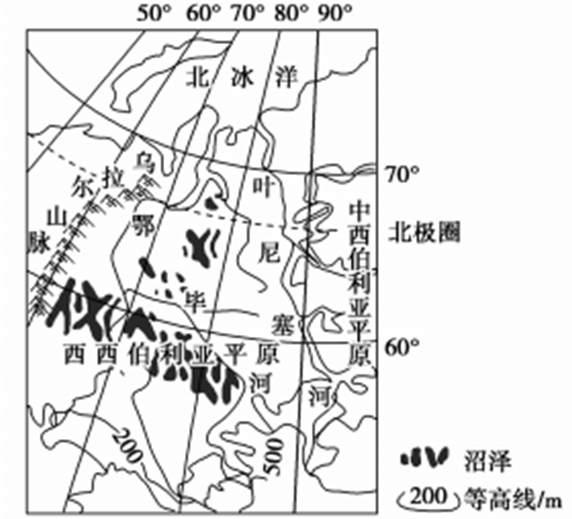 50° 60° 70° 80° 90°
北冰洋
70°
乌拉尔山脉
叶尼塞河
鄂毕河
北极圈
中西伯利亚平原
60°
西西伯利亚平原
200
500
沼泽
200 等高线/m